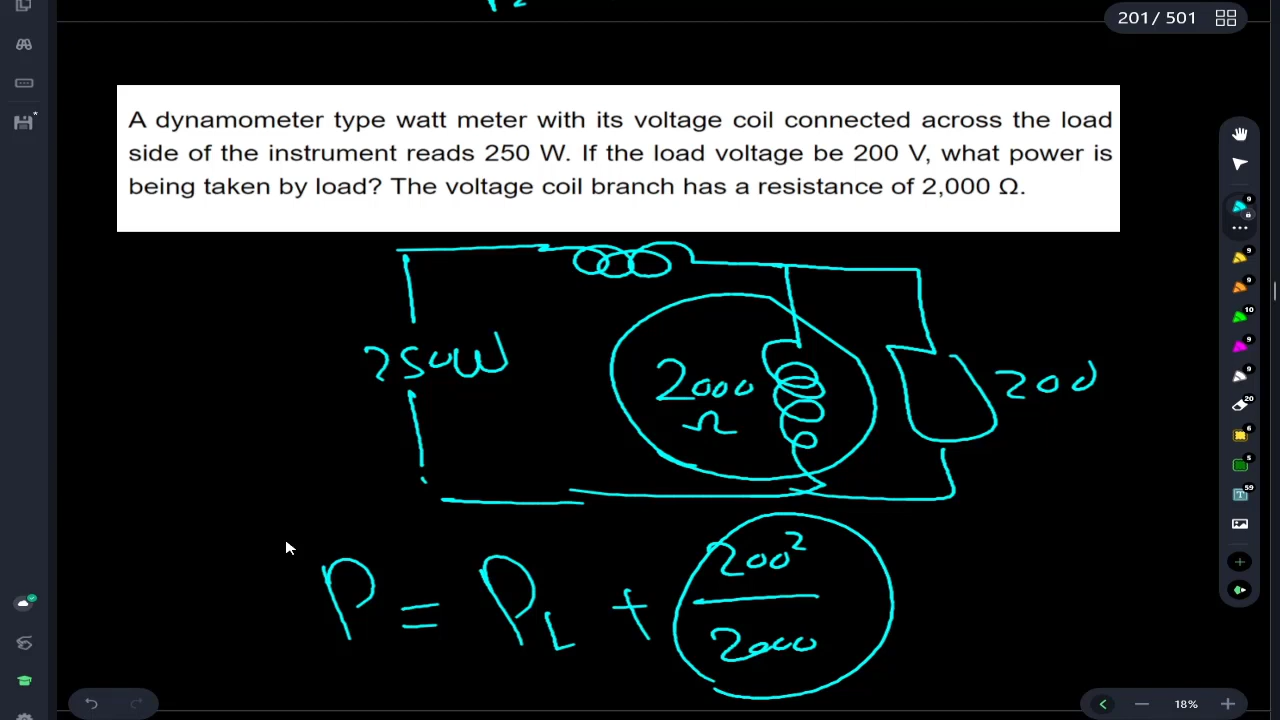 201 / 501
A dynamometer type watt meter with its voltage coil connected across the load
side of the instrument reads 250 W. If the load voltage be 200 V, what power is
being taken by load? The voltage coil branch has a resistance of 2,000 Ω.
250W
2000
Ω
200
P = PL + 200²
2000
18%